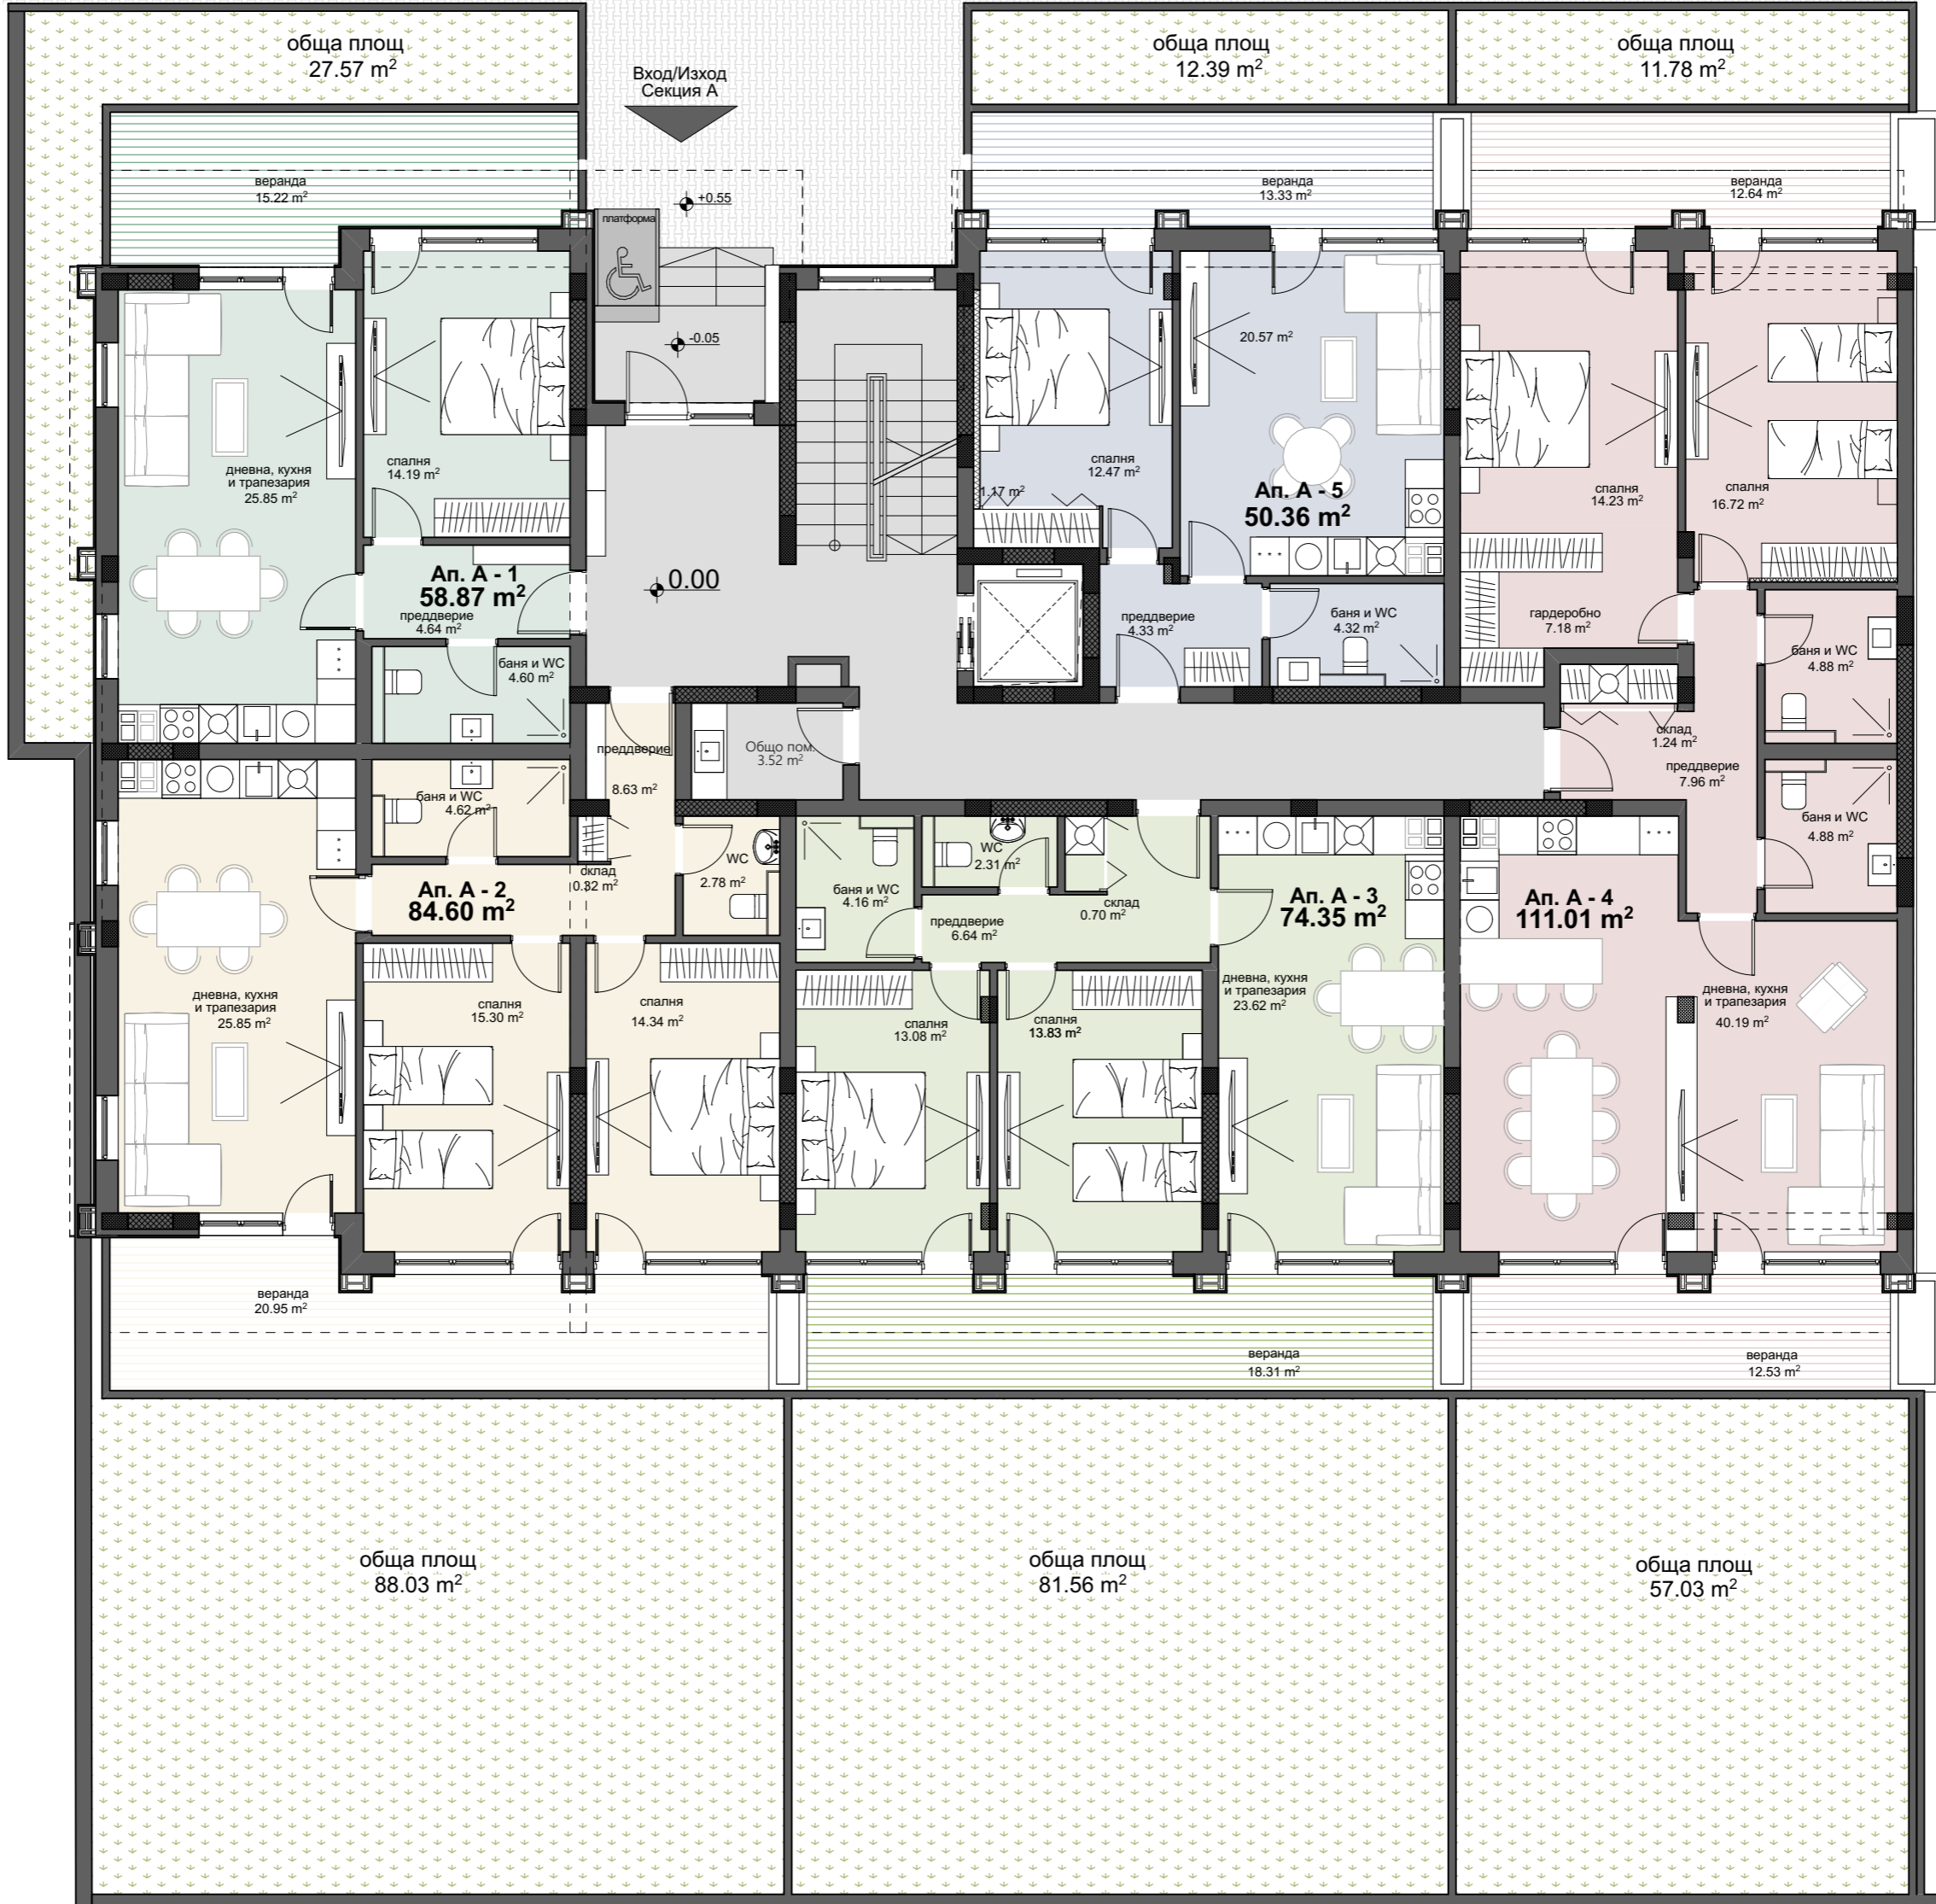 обща площ
27.57 m²
обща площ
12.39 m²
обща площ
11.78 m²
Вход/Изход
Секция А
веранда
15.22 m²
+0.55
платформа
веранда
13.33 m²
веранда
12.64 m²
-0.05
20.57 m²
дневна, кухня
и трапезария
25.85 m²
спалня
14.19 m²
спалня
12.47 m²
1.17 m²
Ап. А - 5
50.36 m²
спалня
14.23 m²
спалня
16.72 m²
Ап. А - 1
58.87 m²
преддверие
4.64 m²
0.00
преддверие
4.33 m²
баня и WC
4.32 m²
гардеробно
7.18 m²
баня и WC
4.88 m²
баня и WC
4.60 m²
преддверие
8.63 m²
Общо пом.
3.52 m²
склад
1.24 m²
преддверие
7.96 m²
баня и WC
4.62 m²
баня и WC
4.88 m²
Ап. А - 2
84.60 m²
склад
0.32 m²
WC
2.78 m²
баня и WC
4.16 m²
WC
2.31 m²
склад
0.70 m²
преддверие
6.64 m²
Ап. А - 3
74.35 m²
Ап. А - 4
111.01 m²
дневна, кухня
и трапезария
25.85 m²
спалня
15.30 m²
спалня
14.34 m²
спалня
13.08 m²
спалня
13.83 m²
дневна, кухня
и трапезария
23.62 m²
дневна, кухня
и трапезария
40.19 m²
веранда
20.95 m²
веранда
18.31 m²
веранда
12.53 m²
обща площ
88.03 m²
обща площ
81.56 m²
обща площ
57.03 m²